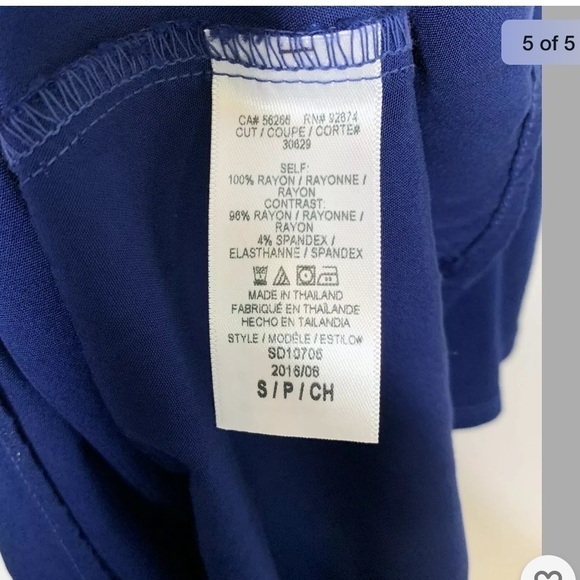 5 of 5
CA# 56266 RN# 92874
CUT / COUPE / CORTE#
30629
SELF:
100% RAYON / RAYONNE /
RAYON
CONTRAST:
96% RAYON / RAYONNE /
RAYON
4% SPANDEX /
ELASTHANNE / SPANDEX
MADE IN THAILAND
FABRIQUÉ EN THAÏLANDE
HECHO EN TAILANDIA
STYLE / MODÈLE / ESTILO#
SD10706
2016/06
S / P / CH